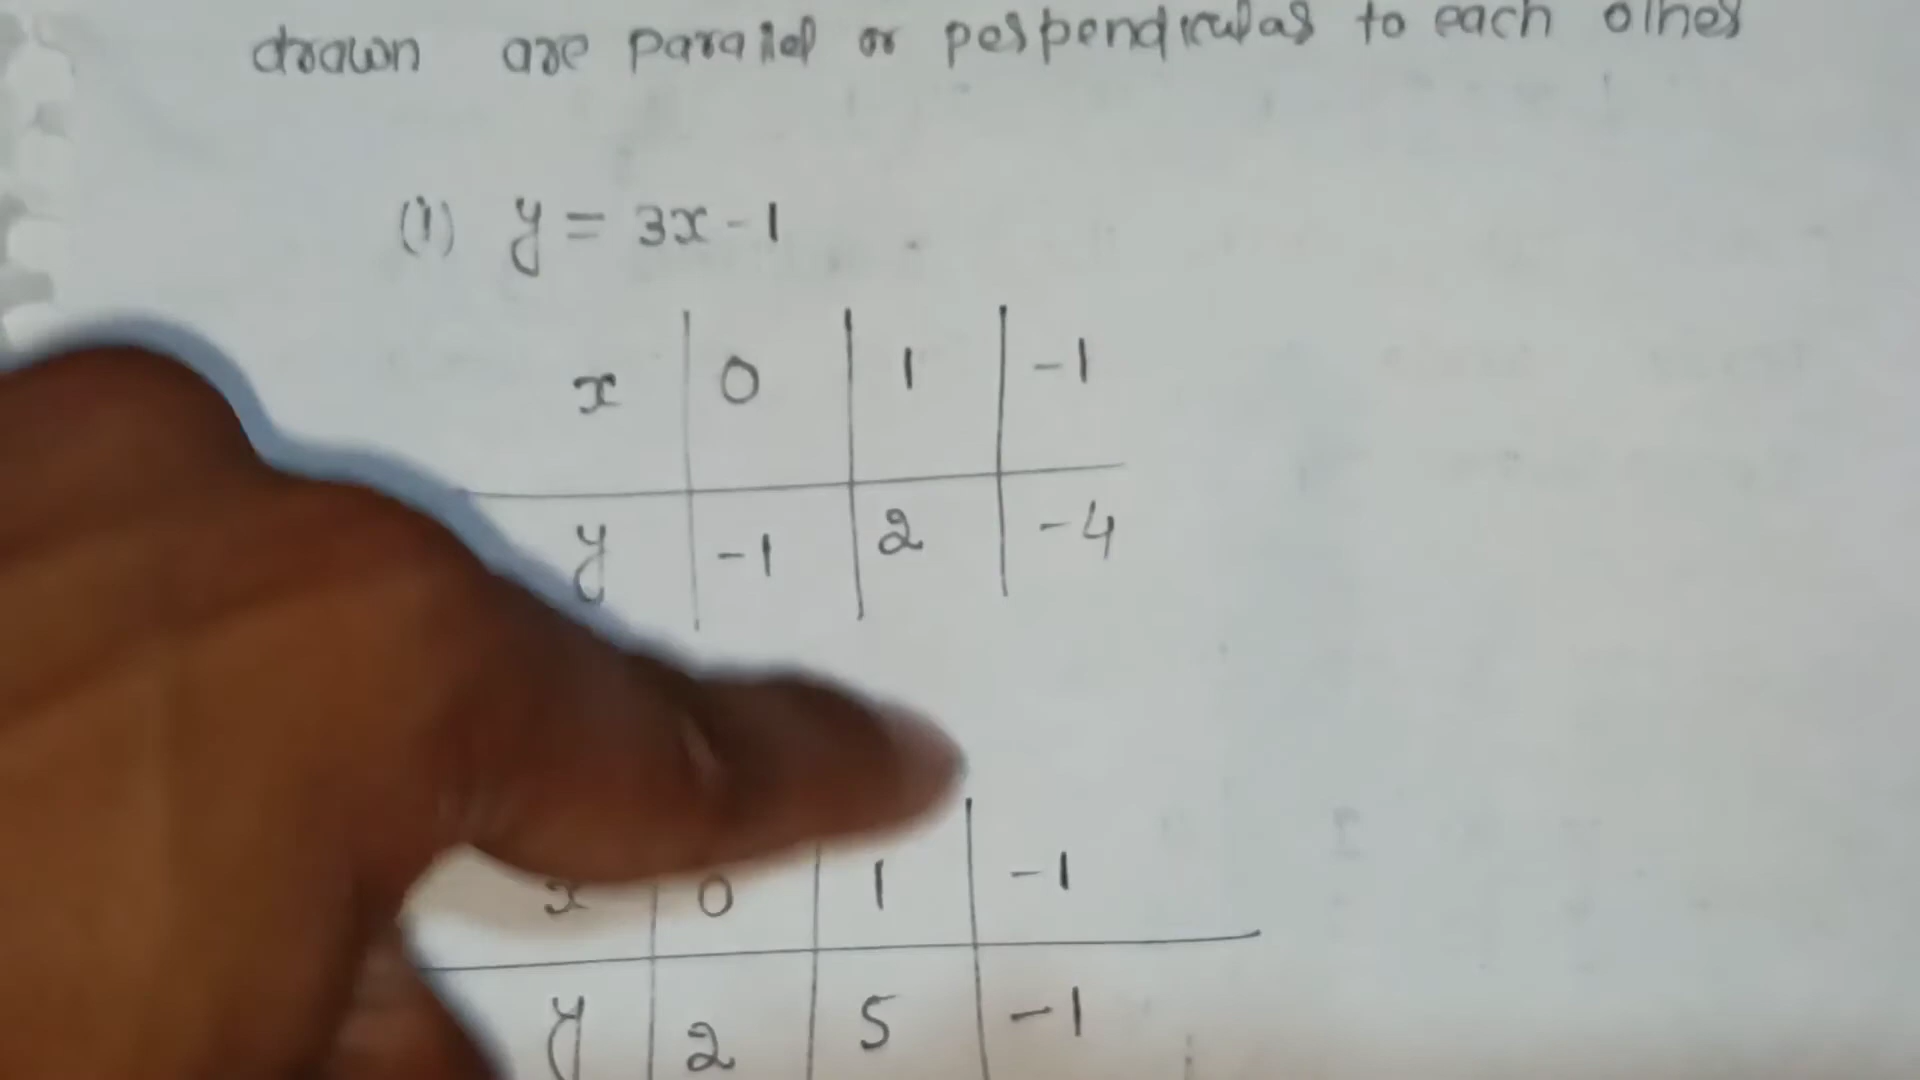 drawn are parallel or perpendicular to each other
(i) y = 3x - 1
x 0 1 -1
y -1 2 -4
x 0 1 -1
y 2 5 -1